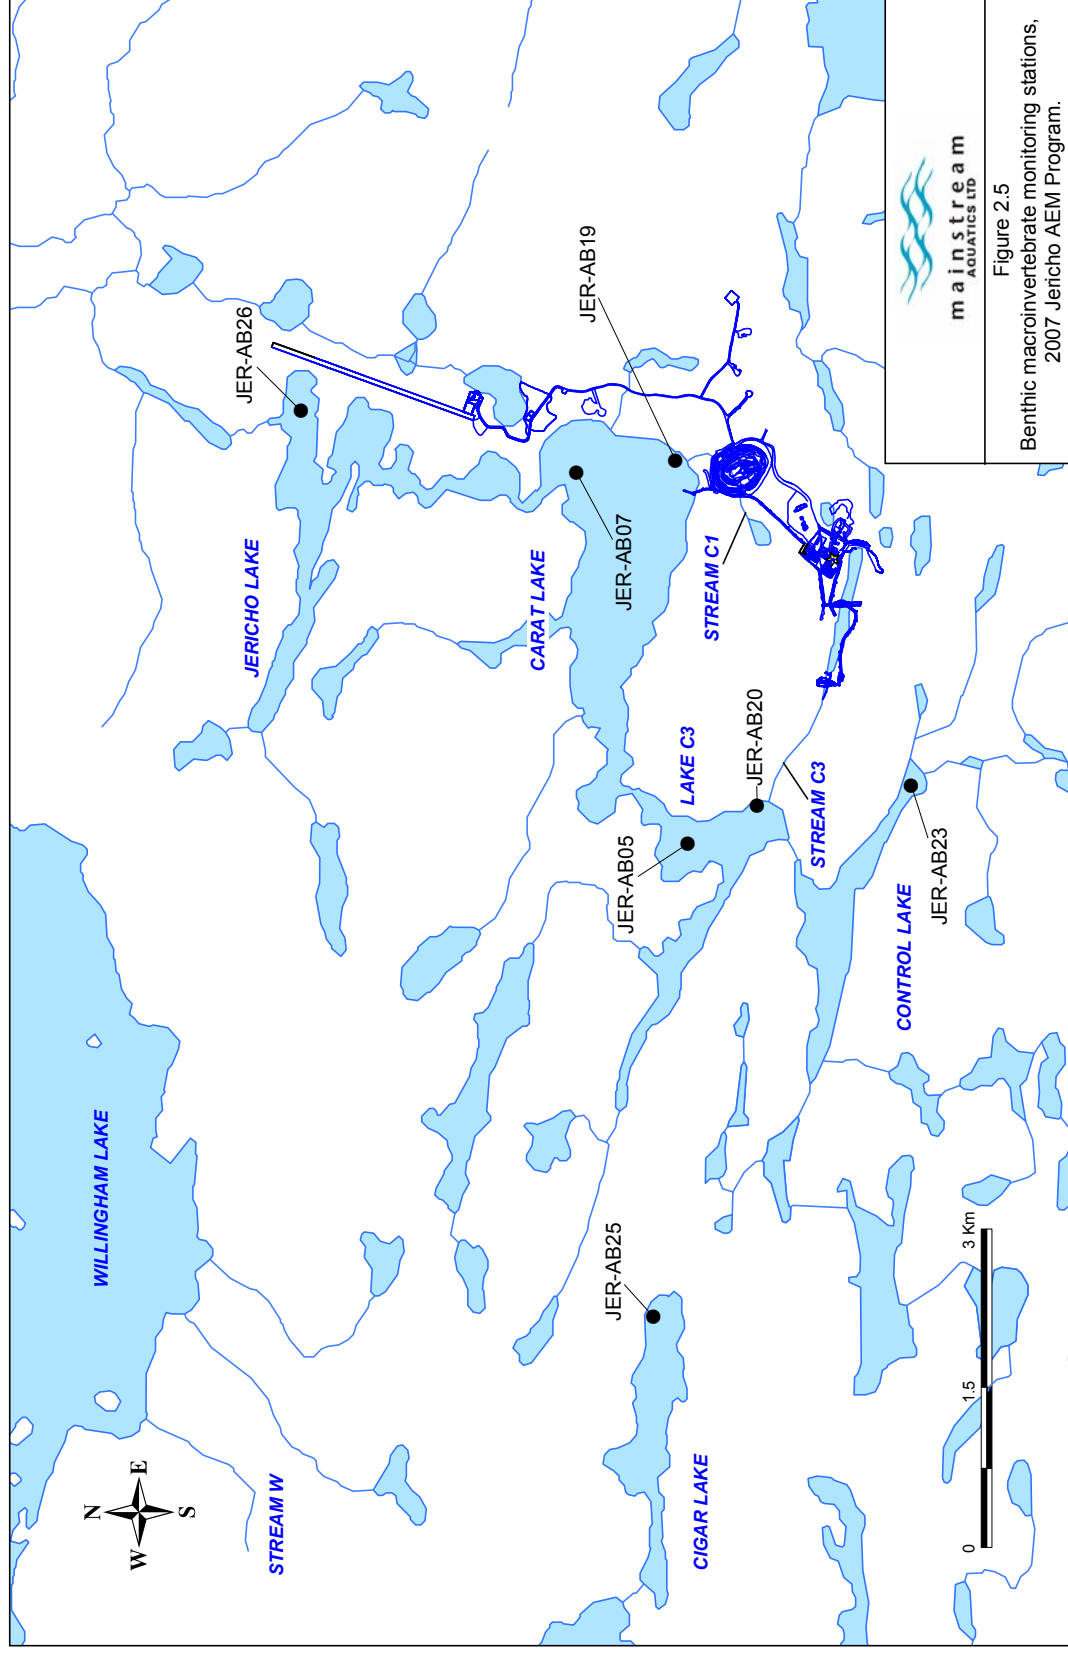 WILLINGHAM LAKE
N
W
E
S
STREAM W
JERICHO LAKE
JER-AB26
CARAT LAKE
JER-AB07
JER-AB19
STREAM C1
LAKE C3
JER-AB05
JER-AB20
STREAM C3
CONTROL LAKE
JER-AB23
JER-AB25
CIGAR LAKE
0 1.5 3 Km
mainstream
AQUATICS LTD
Figure 2.5
Benthic macroinvertebrate monitoring stations,
2007 Jericho AEM Program.